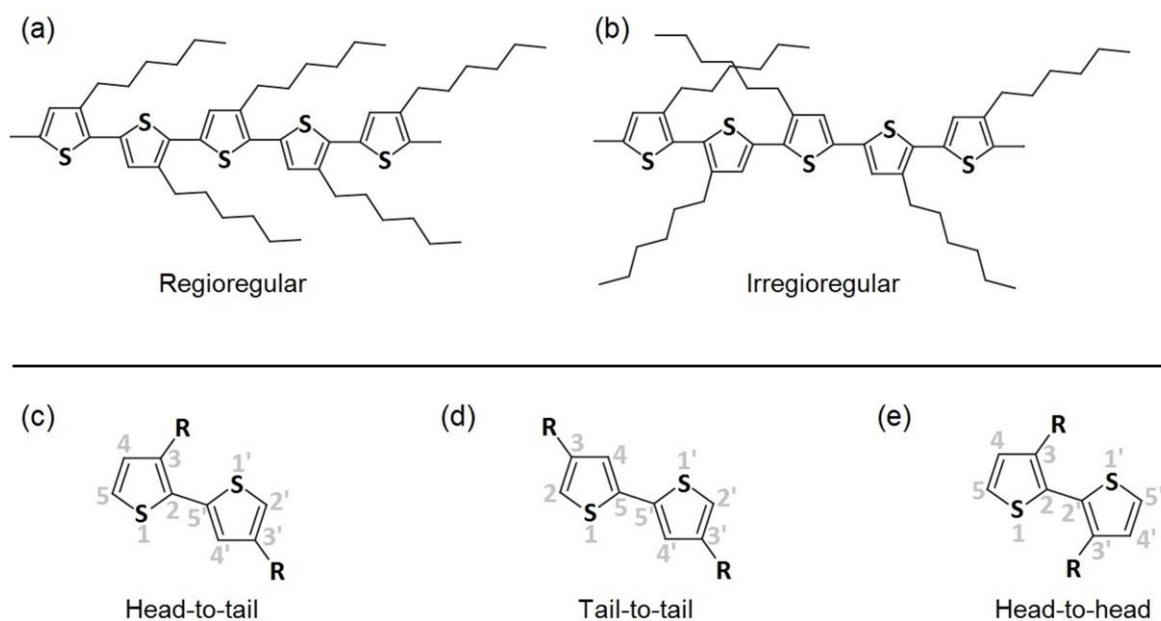 (a)
(b)
S S S S S
S S S S S
Regioregular
Irregioregular
(c)
(d)
(e)
R
4 3 1'
5 S 2'
S 2 5'
1 4' 3'
R
Head-to-tail
R
3 4 1'
2 S 2'
S 5 5'
1 4' 3'
R
Tail-to-tail
R
4 3 1'
5 S 5'
S 2 2'
1 3' 4'
R
Head-to-head